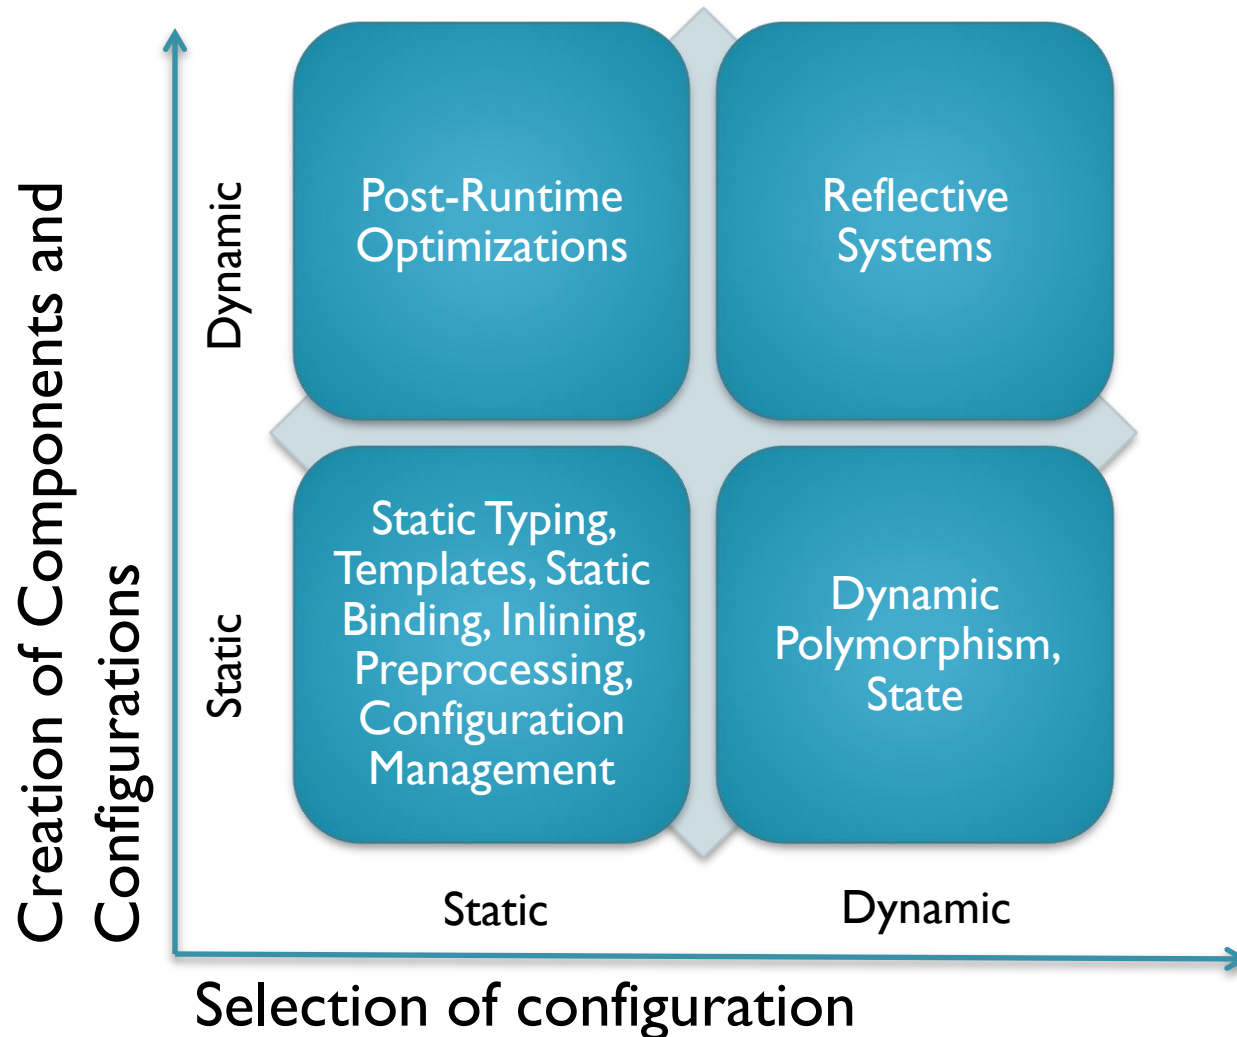 Creation of Components and
Configurations
Dynamic
Post-Runtime
Optimizations
Reflective
Systems
Static
Static Typing,
Templates, Static
Binding, Inlining,
Preprocessing,
Configuration
Management
Dynamic
Polymorphism,
State
Static
Dynamic
Selection of configuration